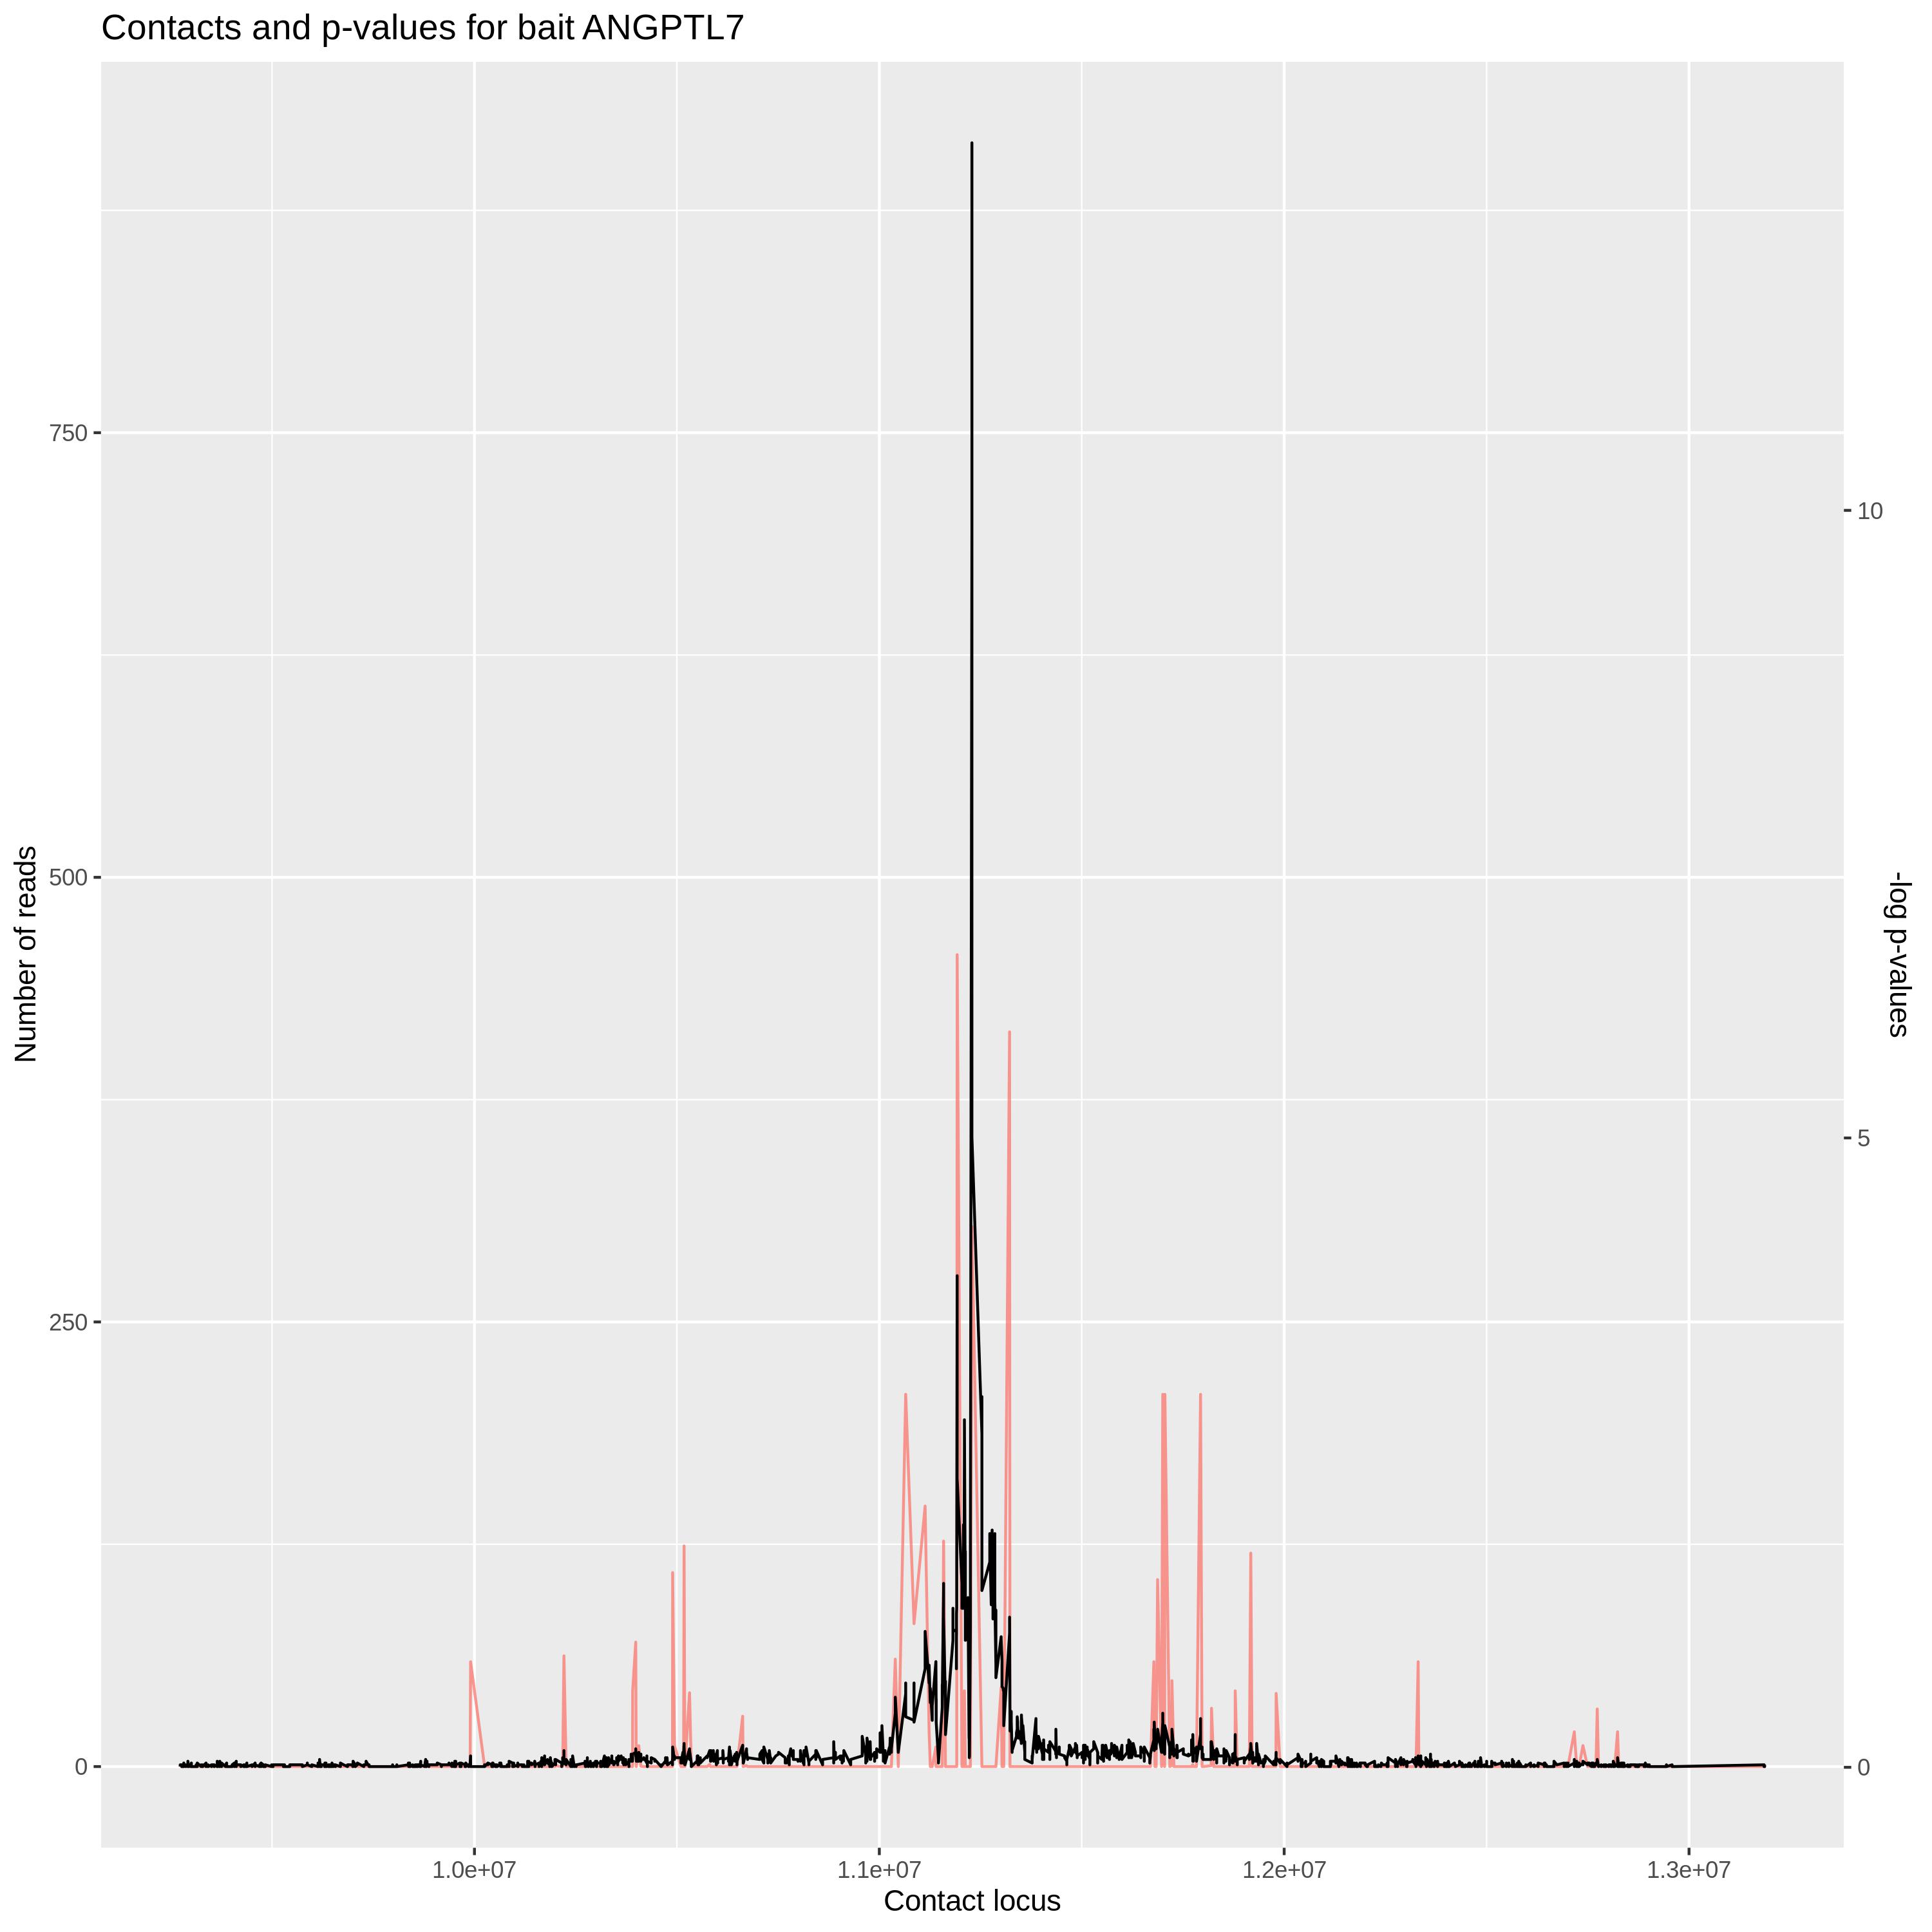 Contacts and p-values for bait ANGPTL7
750
500
250
0
Number of reads
10
5
0
-log p-values
1.0e+07
1.1e+07
1.2e+07
1.3e+07
Contact locus